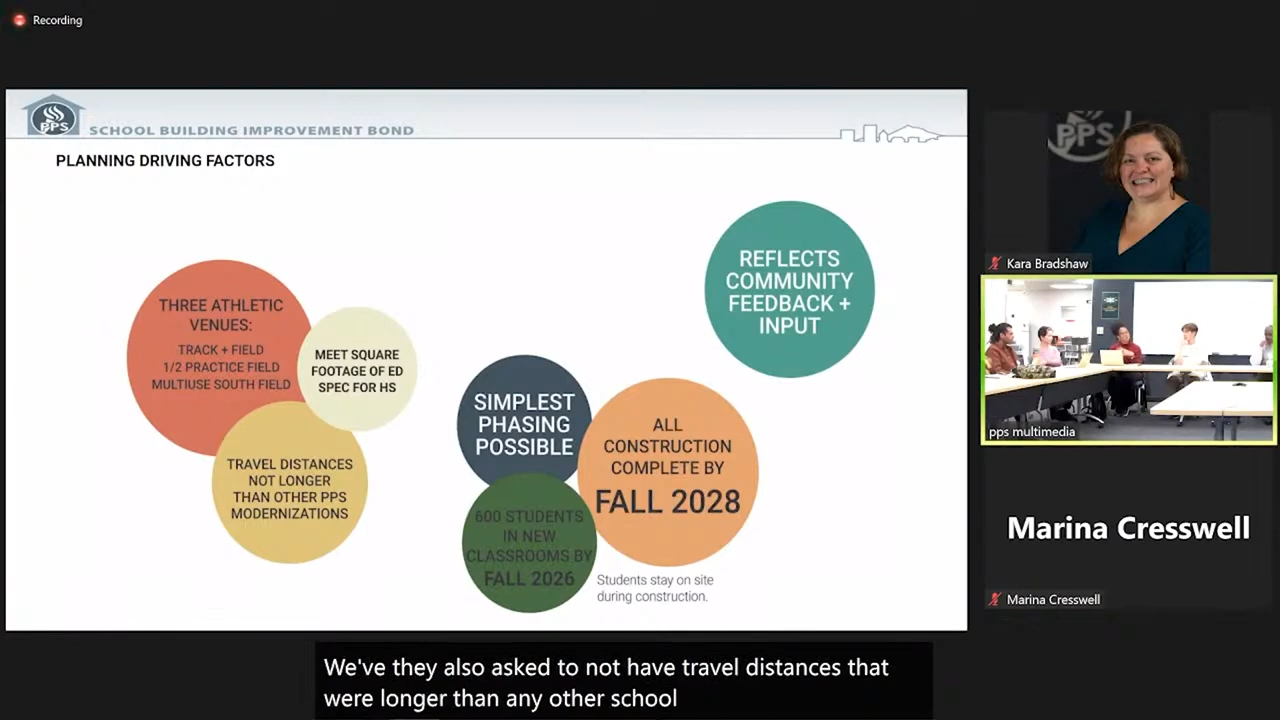 Recording
PPS
SCHOOL BUILDING IMPROVEMENT BOND
PLANNING DRIVING FACTORS
THREE ATHLETIC
VENUES:
TRACK + FIELD
1/2 PRACTICE FIELD
MULTIUSE SOUTH FIELD
MEET SQUARE
FOOTAGE OF ED
SPEC FOR HS
TRAVEL DISTANCES
NOT LONGER
THAN OTHER PPS
MODERNIZATIONS
SIMPLEST
PHASING
POSSIBLE
ALL
CONSTRUCTION
COMPLETE BY
FALL 2028
600 STUDENTS
IN NEW
CLASSROOMS BY
FALL 2026
Students stay on site
during construction.
REFLECTS
COMMUNITY
FEEDBACK +
INPUT
PPS
Kara Bradshaw
pps multimedia
Marina Cresswell
Marina Cresswell
We've they also asked to not have travel distances that
were longer than any other school